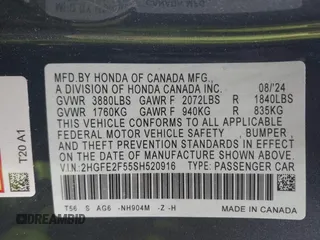 MFD.BY HONDA OF CANADA MFG.,
A DIVISION OF HONDA CANADA INC. 08/'24
GVWR 3880LBS GAWR F 2072LBS R 1840LBS
GVWR 1760KG GAWR F 940KG R 835KG
THIS VEHICLE CONFORMS TO ALL APPLICABLE
FEDERAL MOTOR VEHICLE SAFETY , BUMPER ,
AND THEFT PREVENTION STANDARDS IN EFFECT
ON THE DATE OF MANUFACTURE SHOWN ABOVE.
V.I.N.:2HGFE2F55SH520916 TYPE:PASSENGER CAR
T56 S AG6 -NH904M -Z -H
MADE IN CANADA
T20 A1
© DREAMBID